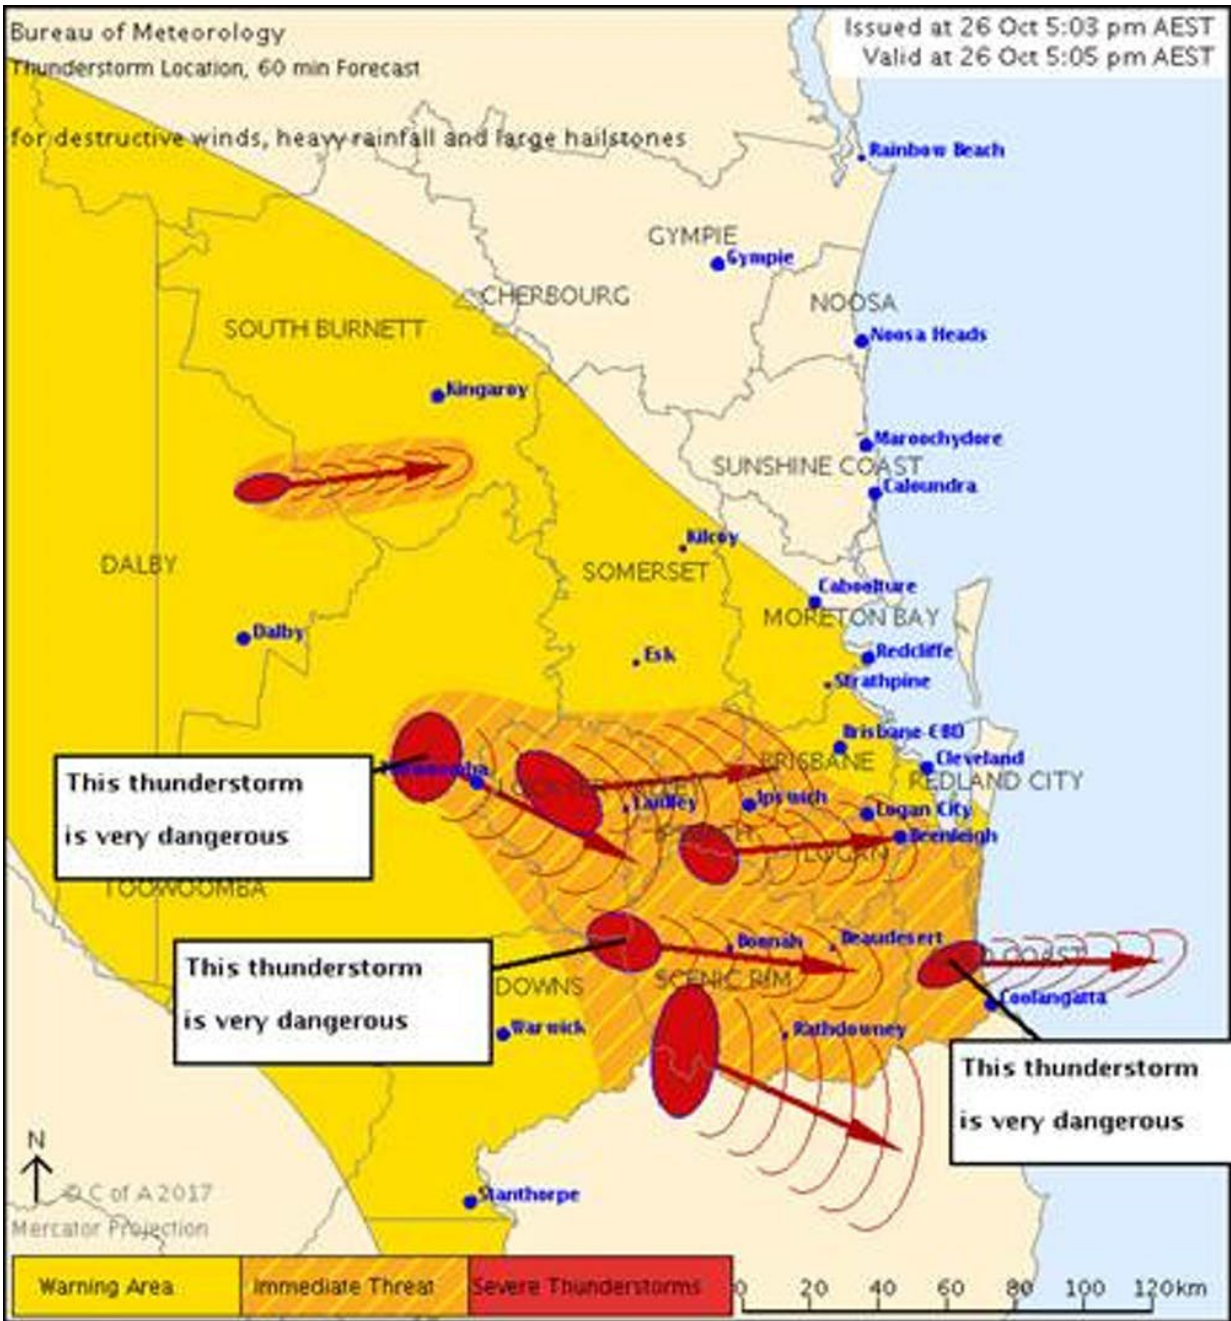 Bureau of Meteorology
Issued at 26 Oct 5:03 pm AEST
Thunderstorm Location, 60 min Forecast
Valid at 26 Oct 5:05 pm AEST
for destructive winds, heavy rainfall and large hailstones
Rainbow Beach
GYMPIE
Gympie
CHERBOURG
NOOSA
SOUTH BURNETT
Noosa Heads
Kingaroy
Maroochydore
SUNSHINE COAST
Caloundra
Kilcoy
DALBY
SOMERSET
Caboolture
MORETON BAY
Dalby
Esk
Redcliffe
Strathpine
Brisbane CBD
Cleveland
BRISBANE
REDLAND CITY
Toowoomba
This thunderstorm
is very dangerous
Laidley
Ipswich
Logan City
IPSWICH
Beenleigh
LOGAN
TOOWOOMBA
Boonah
Beaudesert
COAST
This thunderstorm
is very dangerous
SCENIC RIM
DOWNS
Coolangatta
Warwick
Rathdowney
This thunderstorm
is very dangerous
N
© C of A 2017
Stanthorpe
Mercator Projection
Warning Area
Immediate Threat
Severe Thunderstorms
0 20 40 60 80 100 120km